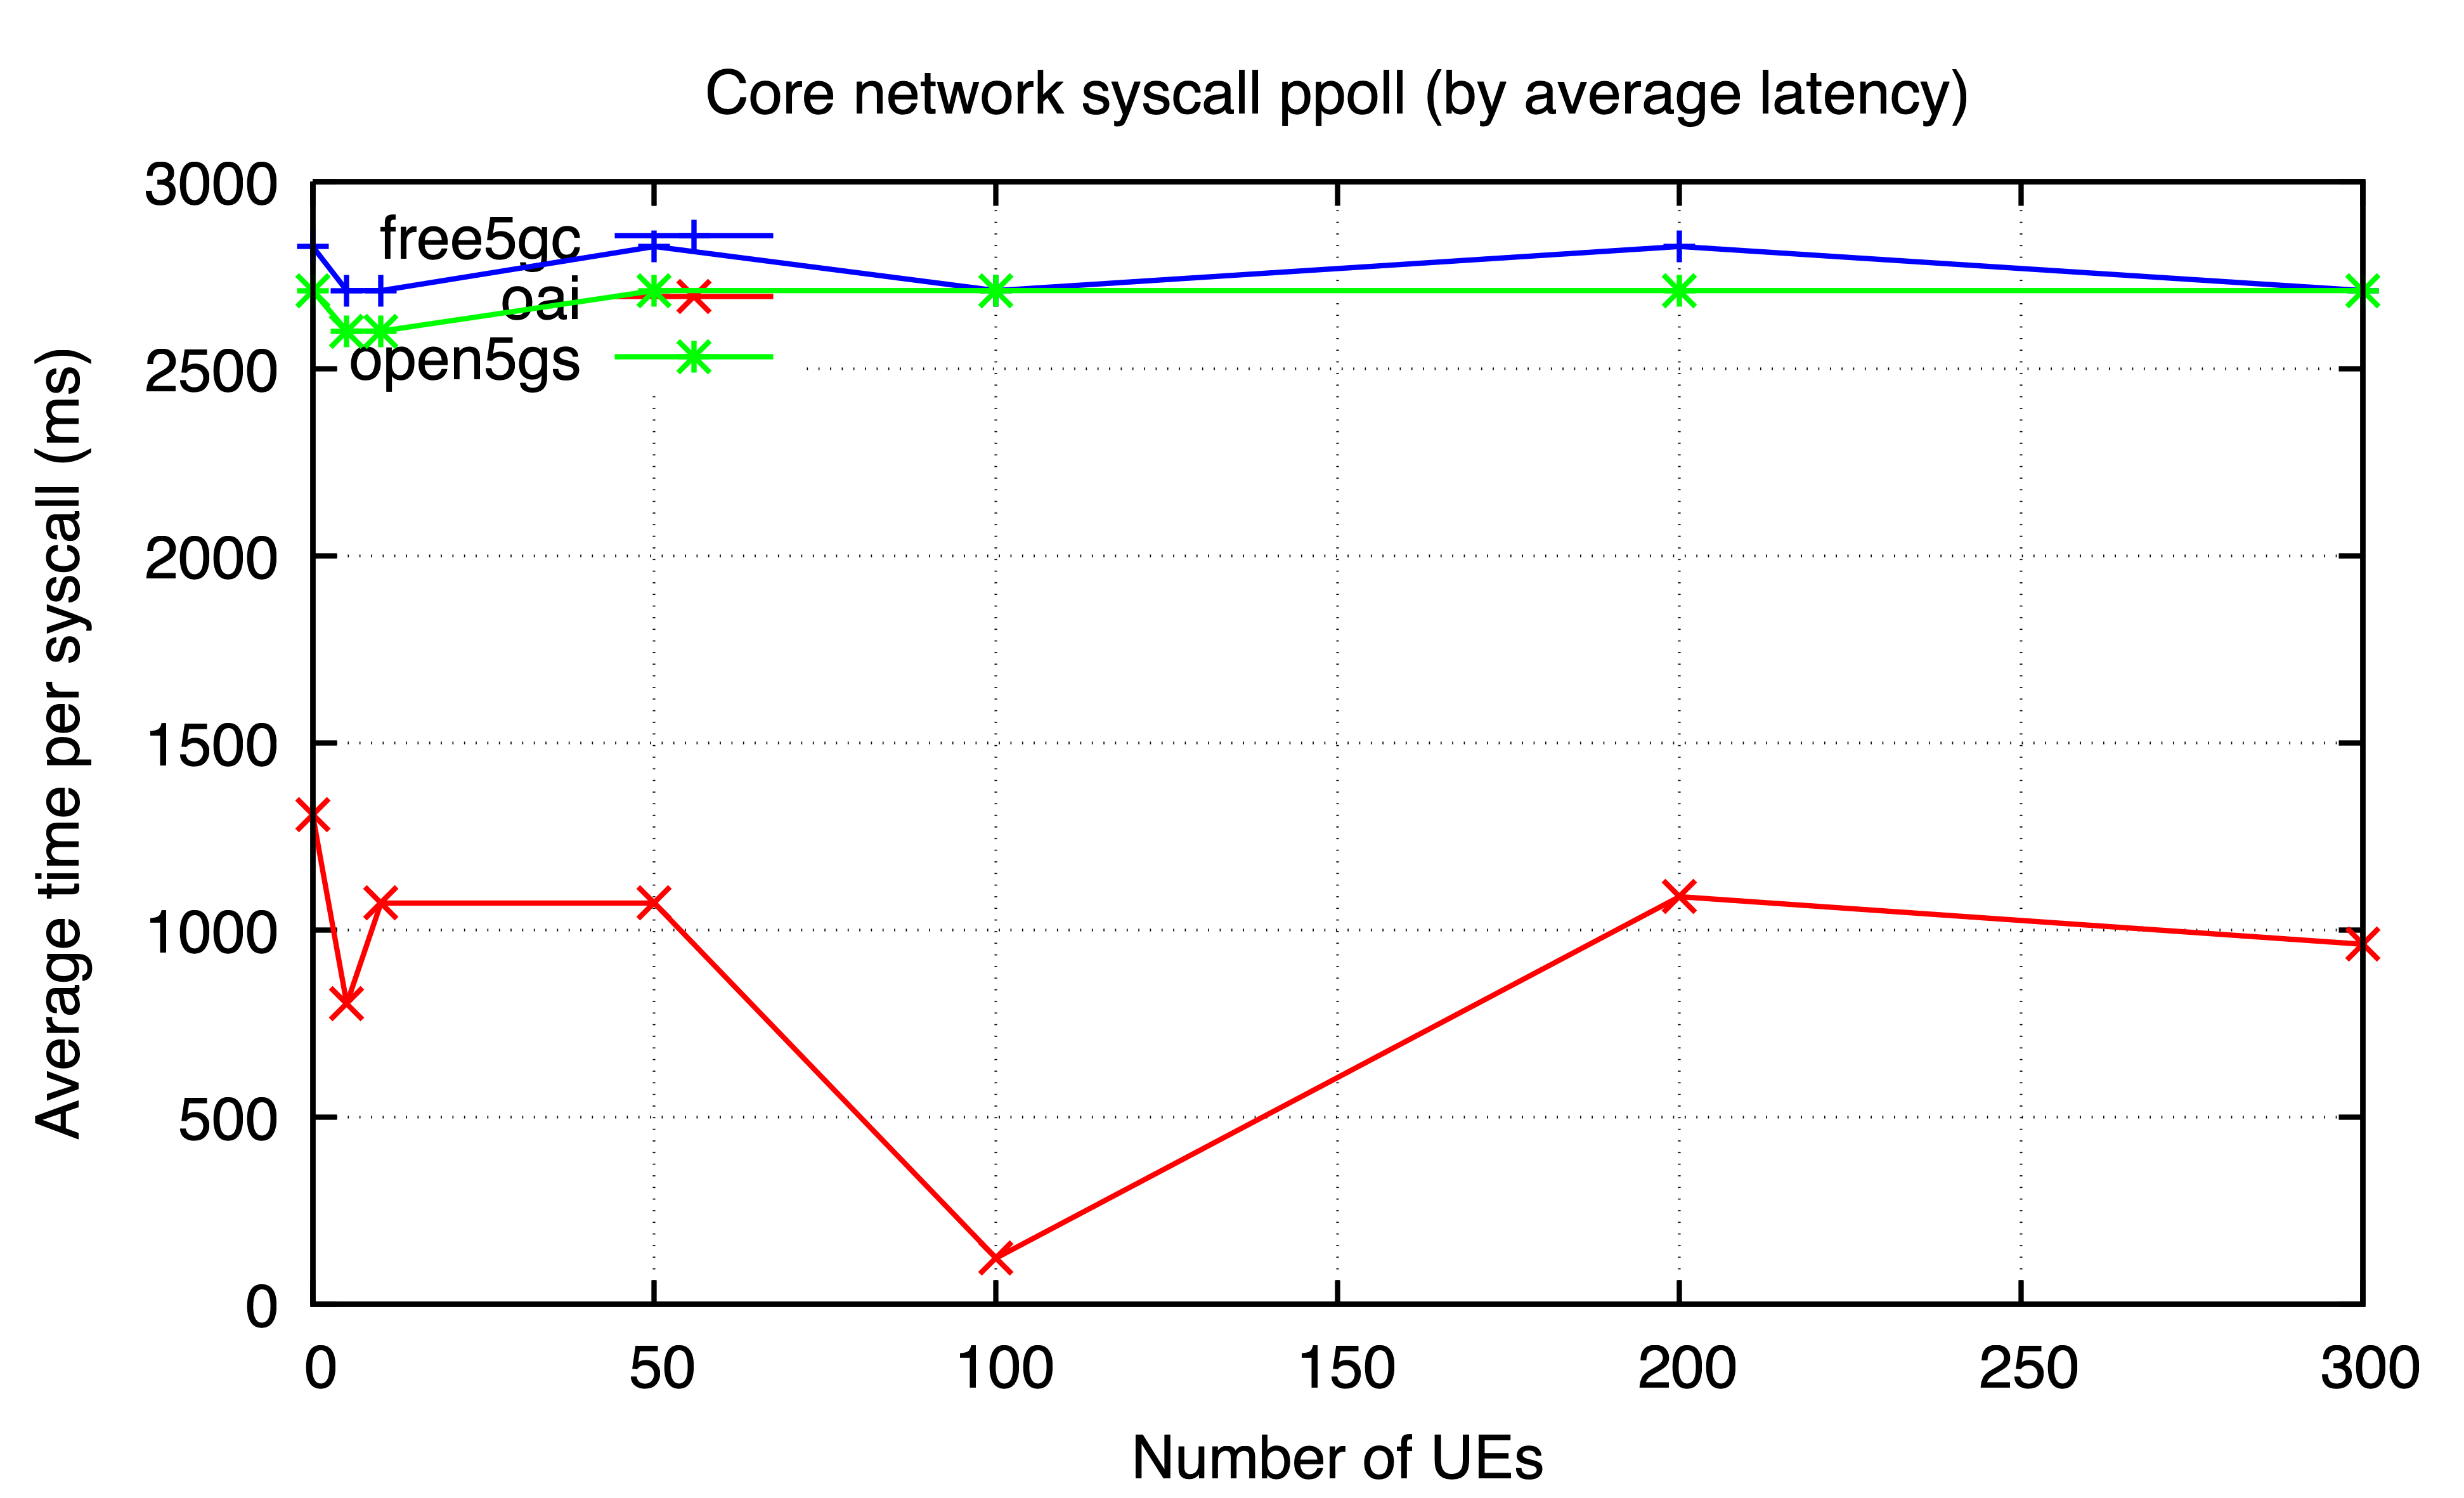 Core network syscall ppoll (by average latency)
3000
2500
2000
1500
1000
500
0
Average time per syscall (ms)
free5gc
oai
open5gs
0 50 100 150 200 250 300
Number of UEs